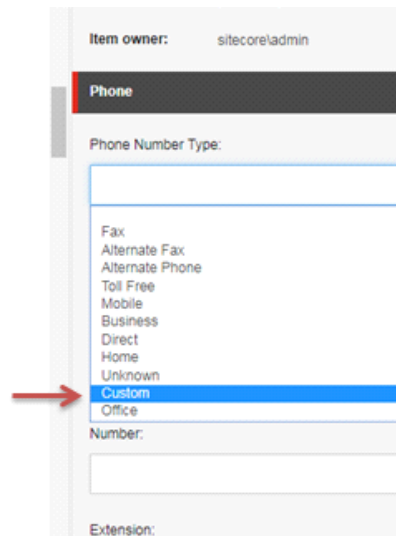 Item owner: sitecore\admin
Phone
Phone Number Type:
Fax
Alternate Fax
Alternate Phone
Toll Free
Mobile
Business
Direct
Home
Unknown
Custom
Office
Number:
Extension: